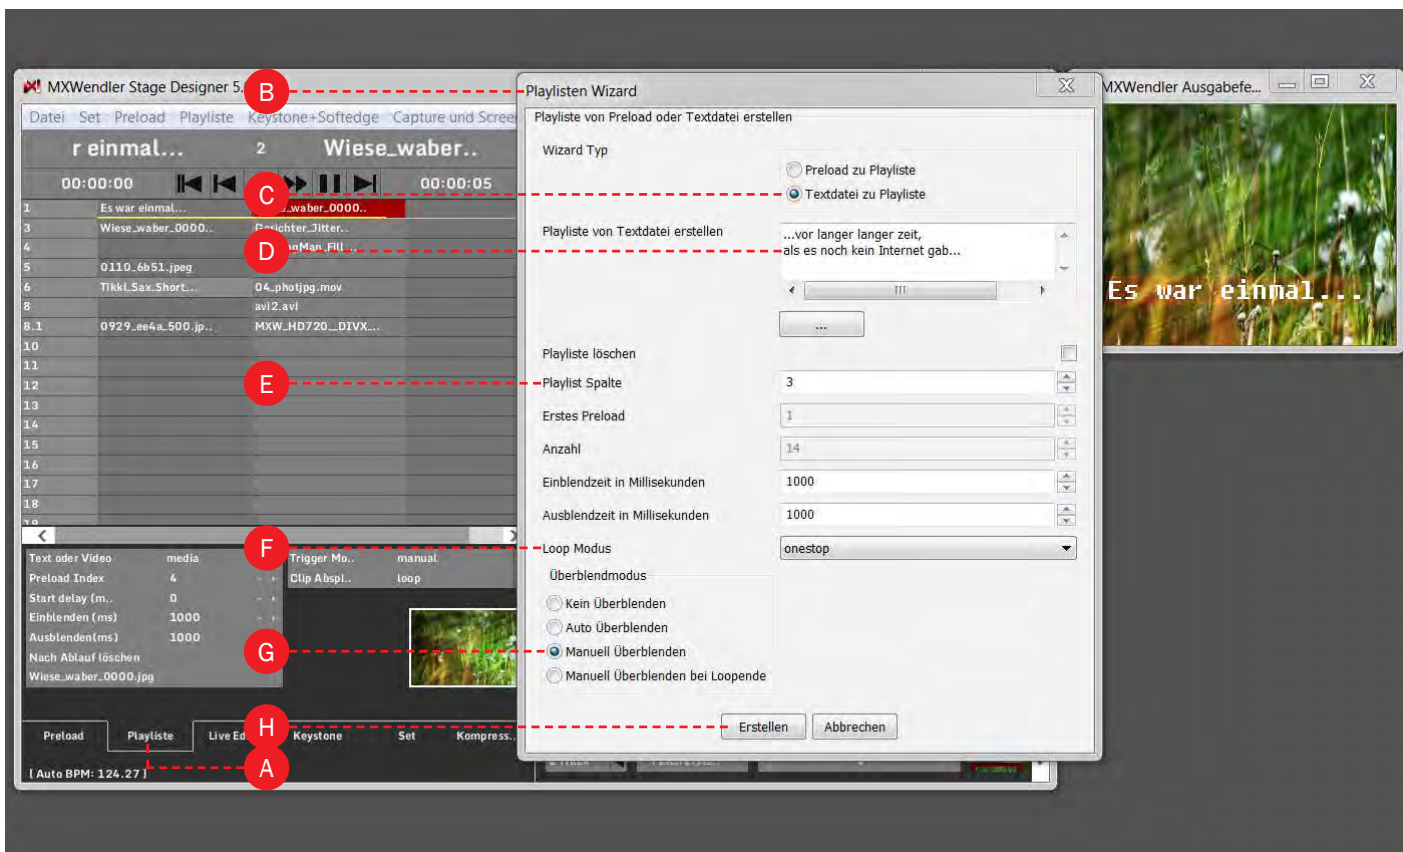 MXWendler Stage Designer 5.
Datei Set Preload Playliste Keystone+Softedge Capture und Scree
r einmal... 2 Wiese_waber..
00:00:00 00:00:05
1 Es war einmal... _waber_0000..
3 Wiese_waber_0000.. Gesichter_Jitter..
4 ngMan_Fill_..
5 0110_6b51.jpeg
6 Tikki_Sax_Short... 04_photjpg.mov
8 avi2.avi
8.1 0929_ee4a_500.jp.. MXW_HD720__DIVX...
10
11
12
13
14
15
16
17
18
19
Text oder Video media Trigger Mo.. manual
Preload Index 4 Clip Abspl.. loop
Start delay (m.. 0
Einblenden (ms) 1000
Ausblenden(ms) 1000
Nach Ablauf löschen
Wiese_waber_0000.jpg
Preload Playliste Live Ed Keystone Set Kompress..
[ Auto BPM: 124.27 ]
B
C
D
E
F
G
H
A
Playlisten Wizard
Playliste von Preload oder Textdatei erstellen
Wizard Typ
Preload zu Playliste
Textdatei zu Playliste
Playliste von Textdatei erstellen
...vor langer langer zeit,
als es noch kein Internet gab...
...
Playliste löschen
Playlist Spalte 3
Erstes Preload 1
Anzahl 14
Einblendzeit in Millisekunden 1000
Ausblendzeit in Millisekunden 1000
Loop Modus onestop
Überblendmodus
Kein Überblenden
Auto Überblenden
Manuell Überblenden
Manuell Überblenden bei Loopende
Erstellen Abbrechen
MXWendler Ausgabefe...
Es war einmal...